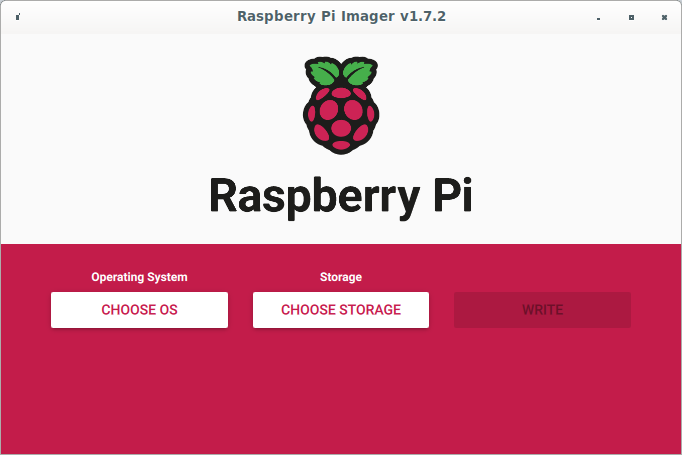 Raspberry Pi Imager v1.7.2
Raspberry Pi
Operating System
Storage
CHOOSE OS
CHOOSE STORAGE
WRITE